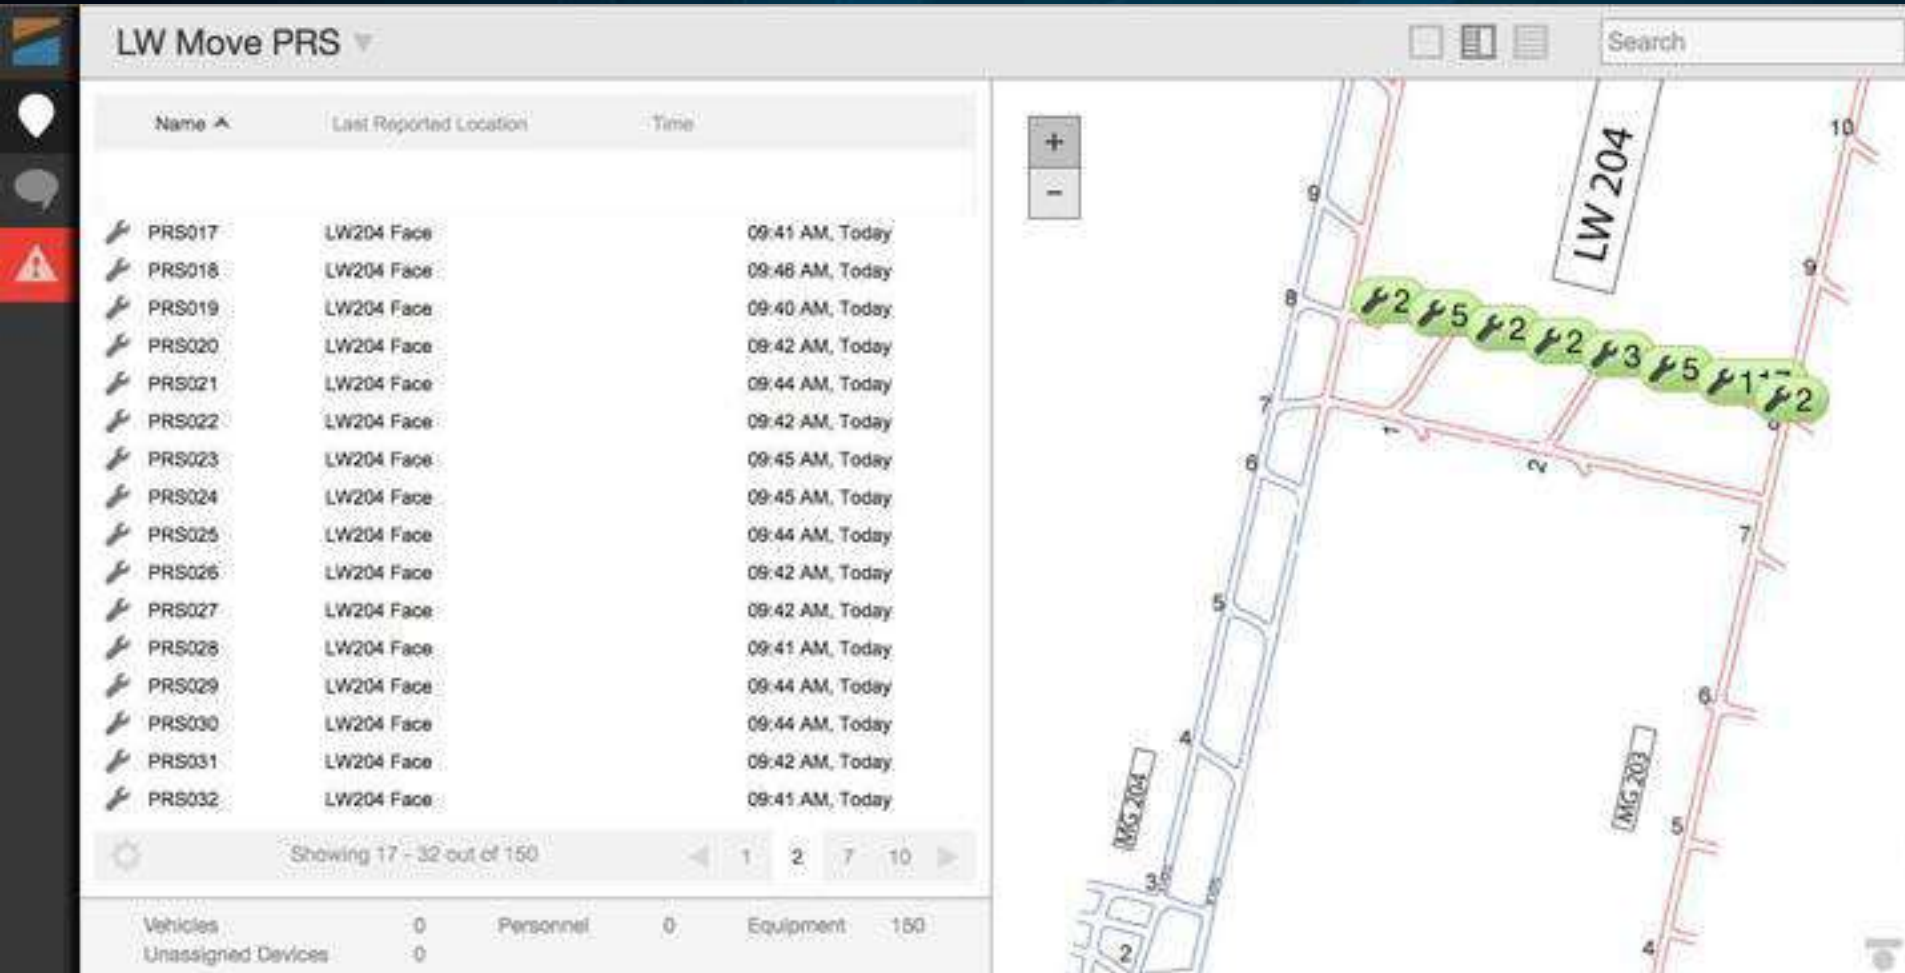 LW Move PRS
Search
Name Last Reported Location Time
PRS017 LW204 Face 09:41 AM, Today
PRS018 LW204 Face 09:46 AM, Today
PRS019 LW204 Face 09:40 AM, Today
PRS020 LW204 Face 09:42 AM, Today
PRS021 LW204 Face 09:44 AM, Today
PRS022 LW204 Face 09:42 AM, Today
PRS023 LW204 Face 09:45 AM, Today
PRS024 LW204 Face 09:45 AM, Today
PRS025 LW204 Face 09:44 AM, Today
PRS026 LW204 Face 09:42 AM, Today
PRS027 LW204 Face 09:42 AM, Today
PRS028 LW204 Face 09:41 AM, Today
PRS029 LW204 Face 09:44 AM, Today
PRS030 LW204 Face 09:44 AM, Today
PRS031 LW204 Face 09:42 AM, Today
PRS032 LW204 Face 09:41 AM, Today
Showing 17 - 32 out of 150 1 2 7 10
Vehicles 0 Personnel 0 Equipment 150
Unassigned Devices 0
+
-
LW 204
10
9
9
8
2
5
2
2
3
5
2
7
1
2
6
7
5
6
4
MG 204
MG 203
5
3
2
4